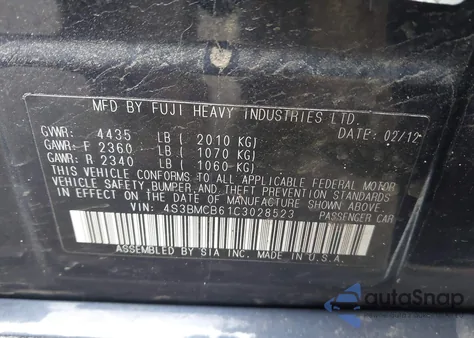 MFD BY FUJI HEAVY INDUSTRIES LTD.
GVWR: 4435 LB ( 2010 KG) DATE: 02/12
GAWR: F 2360 LB ( 1070 KG)
GAWR: R 2340 LB ( 1060 KG)
THIS VEHICLE CONFORMS TO ALL APPLICABLE FEDERAL MOTOR
VEHICLE SAFETY, BUMPER, AND THEFT PREVENTION STANDARDS
IN EFFECT ON THE DATE OF MANUFACTURE SHOWN ABOVE.
VIN: 4S3BMCB61C3028523 PASSENGER CAR
ASSEMBLED BY SIA INC. MADE IN U.S.A.
autoSnap